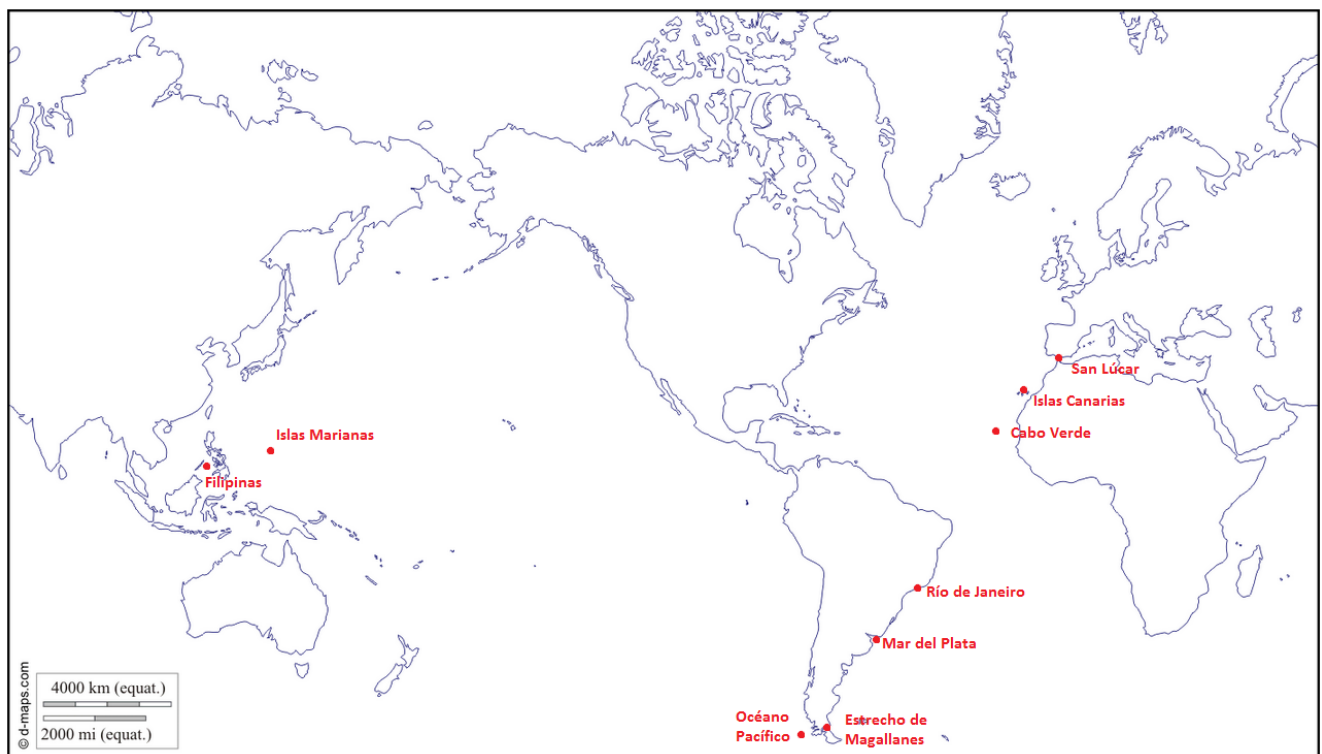 San Lúcar
Islas Canarias
Islas Marianas
Cabo Verde
Filipinas
Río de Janeiro
Mar del Plata
Océano
Pacífico
Estrecho de
Magallanes
4000 km (equat.)
2000 mi (equat.)
© d-maps.com